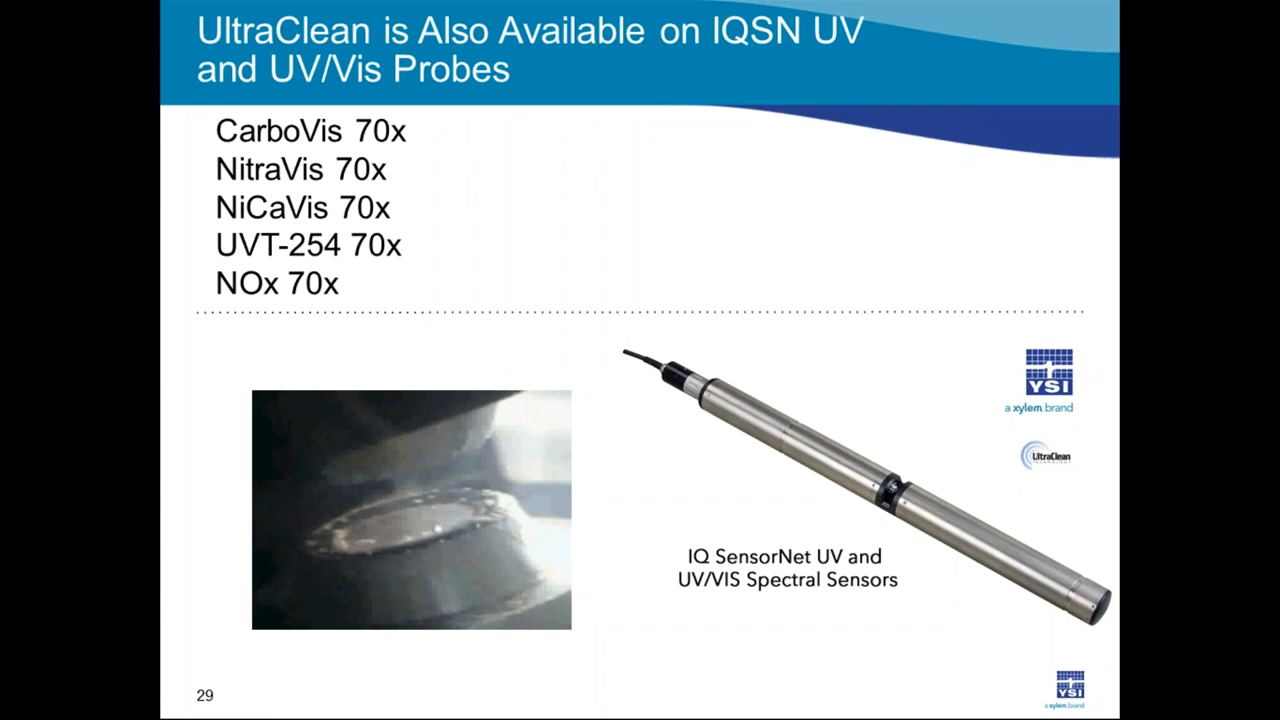 UltraClean is Also Available on IQSN UV
and UV/Vis Probes
CarboVis 70x
NitraVis 70x
NiCaVis 70x
UVT-254 70x
NOx 70x
YSI
a xylem brand
UltraClean
TECHNOLOGY
IQ SensorNet UV and
UV/VIS Spectral Sensors
29
YSI
a xylem brand